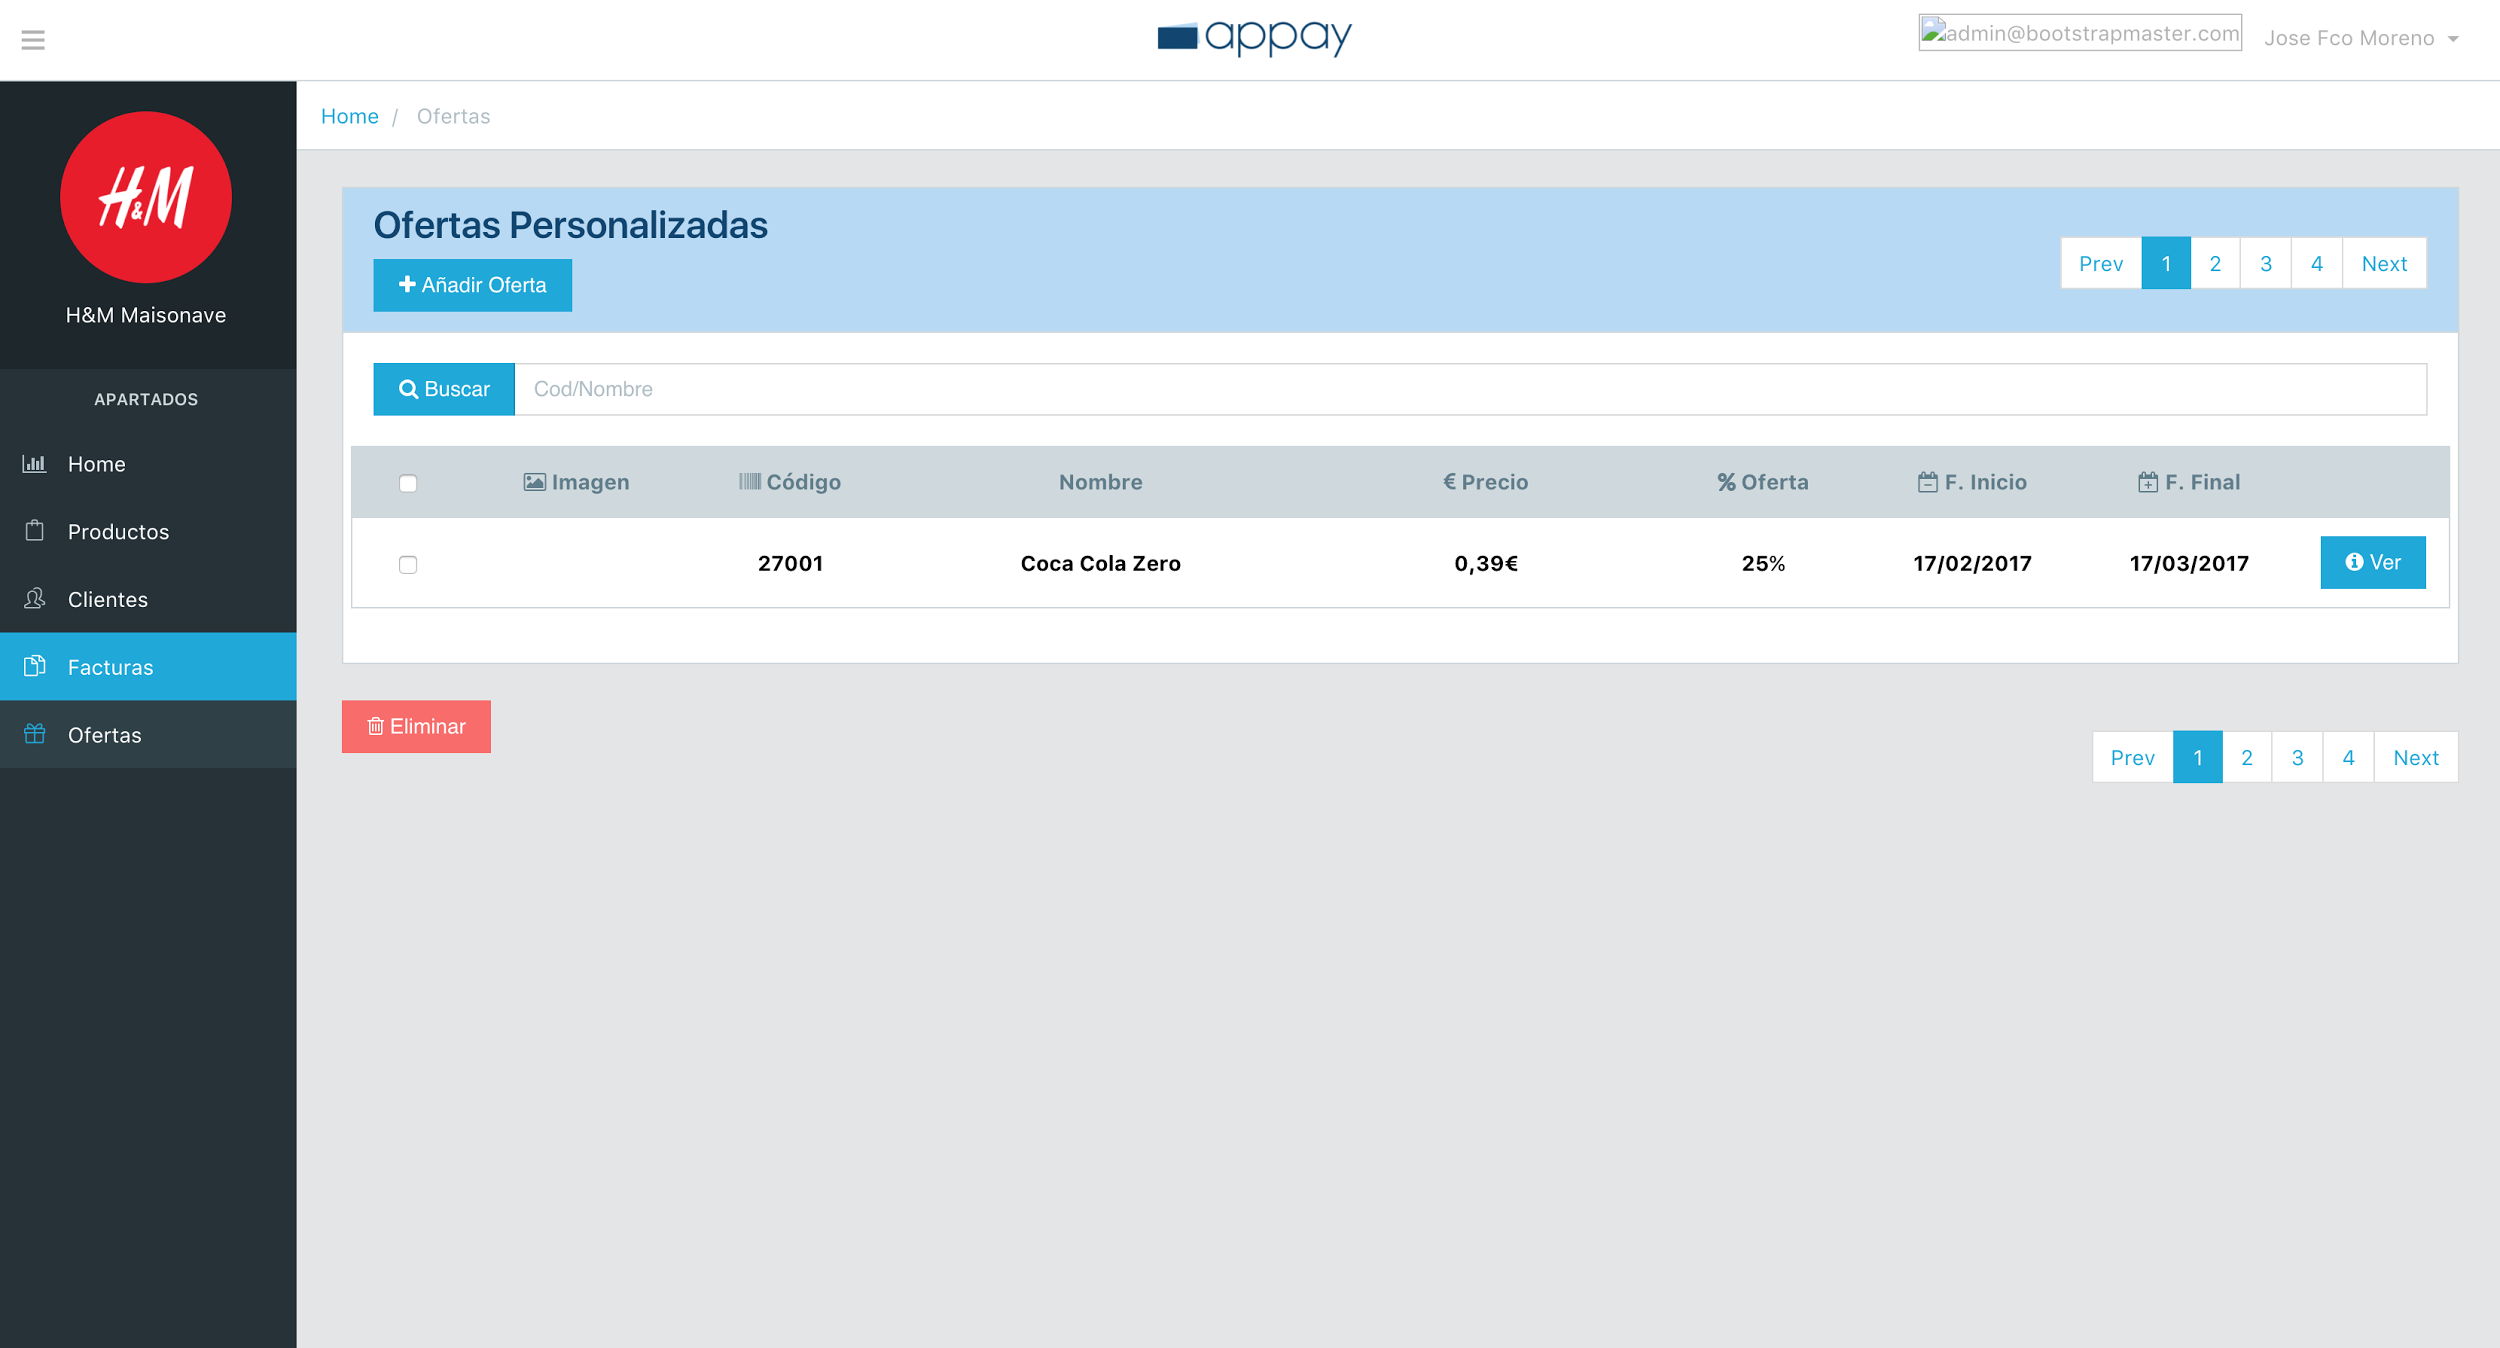 appay
admin@bootstrapmaster.com
Jose Fco Moreno
H&M
H&M Maisonave
APARTADOS
Home
Productos
Clientes
Facturas
Ofertas
Home / Ofertas
Ofertas Personalizadas
Añadir Oferta
Prev 1 2 3 4 Next
Buscar Cod/Nombre
Imagen Código Nombre € Precio % Oferta F. Inicio F. Final
27001 Coca Cola Zero 0,39€ 25% 17/02/2017 17/03/2017 Ver
Eliminar
Prev 1 2 3 4 Next